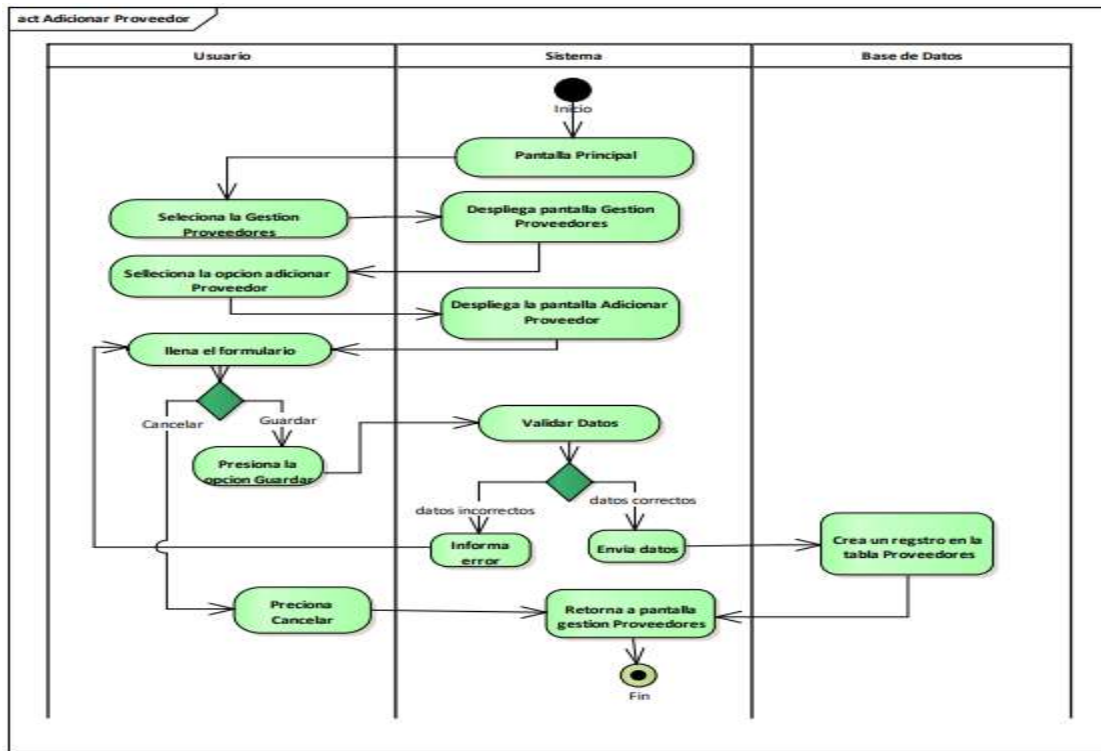 act Adicionar Proveedor
Usuario
Sistema
Base de Datos
Inicio
Pantalla Principal
Seleciona la Gestion
Proveedores
Despliega pantalla Gestion
Proveedores
Selleciona la opcion adicionar
Proveedor
Despliega la pantalla Adicionar
Proveedor
llena el formulario
Cancelar
Guardar
Validar Datos
Presiona la
opcion Guardar
datos incorrectos
datos correctos
Informa
error
Envia datos
Crea un regstro en la
tabla Proveedores
Preciona
Cancelar
Retorna a pantalla
gestion Proveedores
Fin